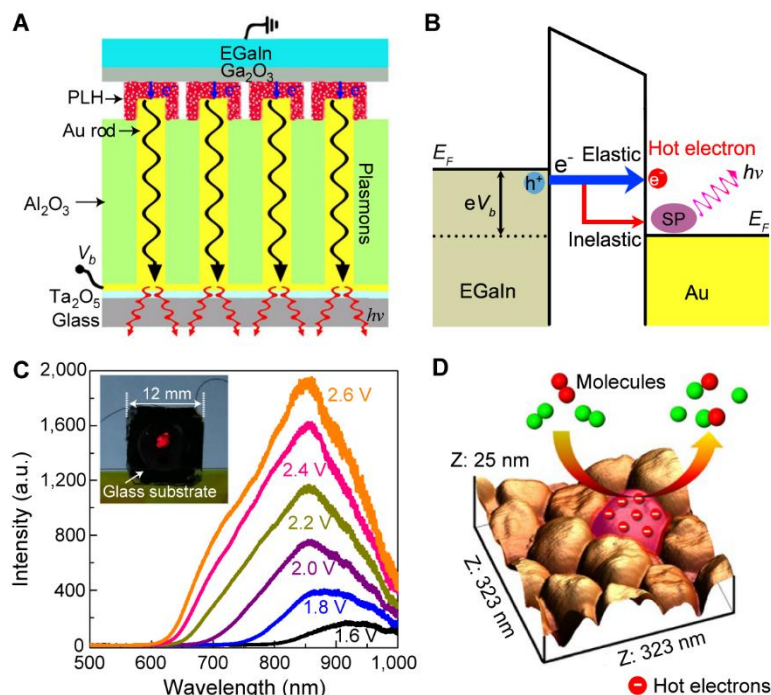 A
EGaIn
Ga2O3
PLH
e-
e-
e-
e-
Au rod
Al2O3
Plasmons
Vb
Ta2O5
Glass
hν
B
EF
e-
Elastic
Hot electron
h+
e-
hν
eVb
SP
EF
Inelastic
EGaIn
Au
C
2,000
1,600
1,200
800
400
0
Intensity (a.u.)
12 mm
Glass substrate
2.6 V
2.4 V
2.2 V
2.0 V
1.8 V
1.6 V
500
600
700
800
900
1,000
Wavelength (nm)
D
Molecules
Z: 25 nm
Z: 323 nm
Z: 323 nm
Hot electrons